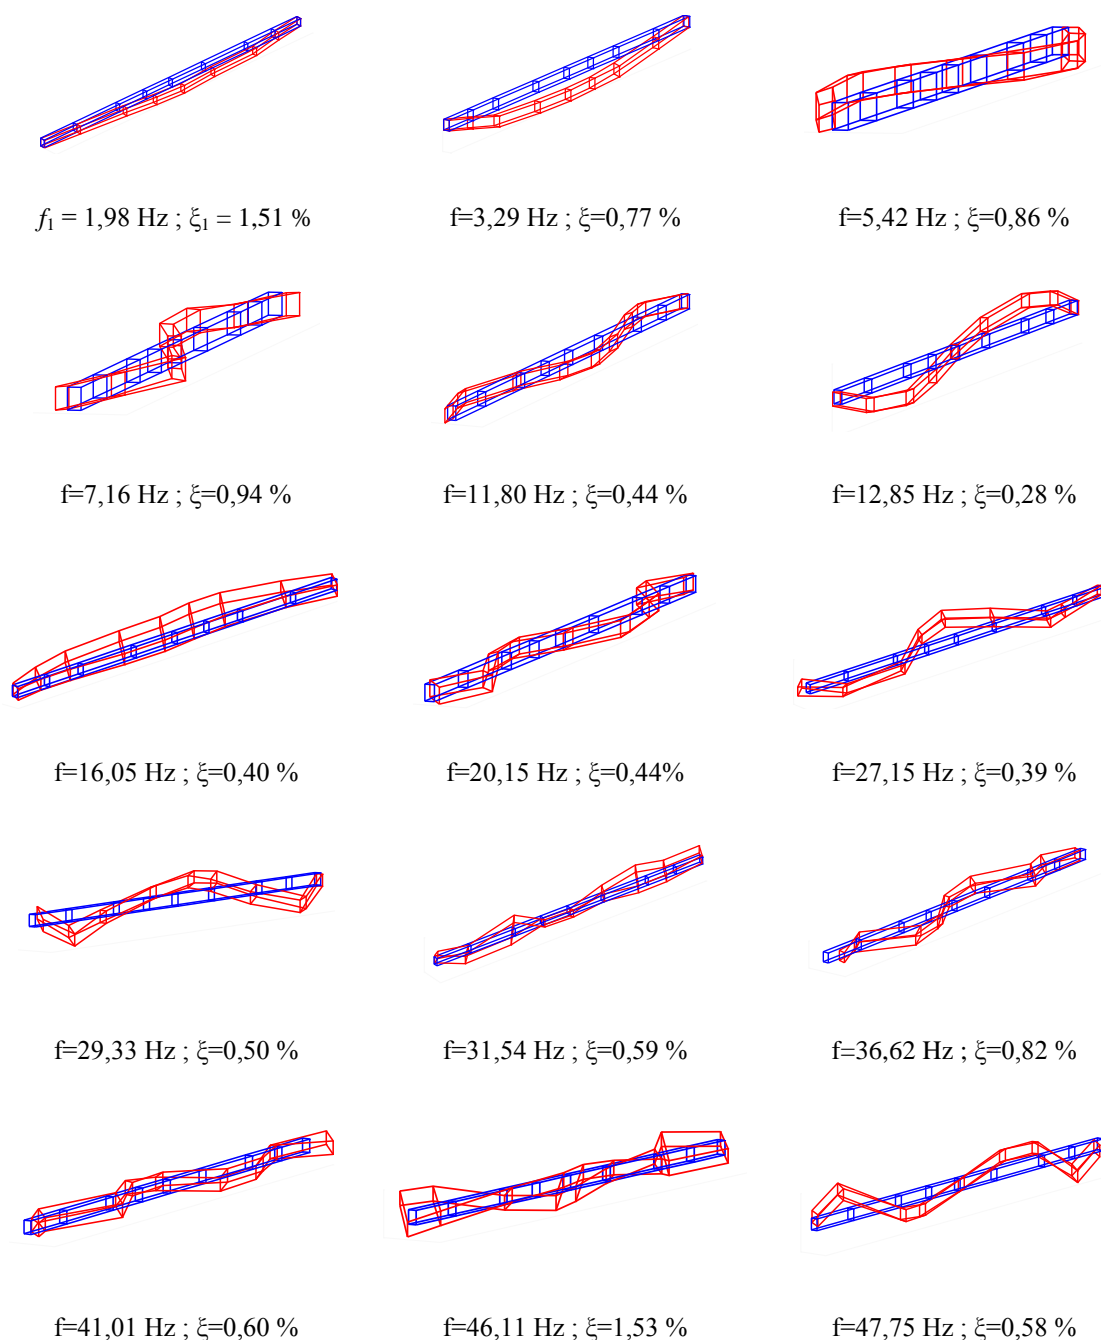 f₁ = 1,98 Hz ; ξ₁ = 1,51 %
f=3,29 Hz ; ξ=0,77 %
f=5,42 Hz ; ξ=0,86 %
f=7,16 Hz ; ξ=0,94 %
f=11,80 Hz ; ξ=0,44 %
f=12,85 Hz ; ξ=0,28 %
f=16,05 Hz ; ξ=0,40 %
f=20,15 Hz ; ξ=0,44%
f=27,15 Hz ; ξ=0,39 %
f=29,33 Hz ; ξ=0,50 %
f=31,54 Hz ; ξ=0,59 %
f=36,62 Hz ; ξ=0,82 %
f=41,01 Hz ; ξ=0,60 %
f=46,11 Hz ; ξ=1,53 %
f=47,75 Hz ; ξ=0,58 %